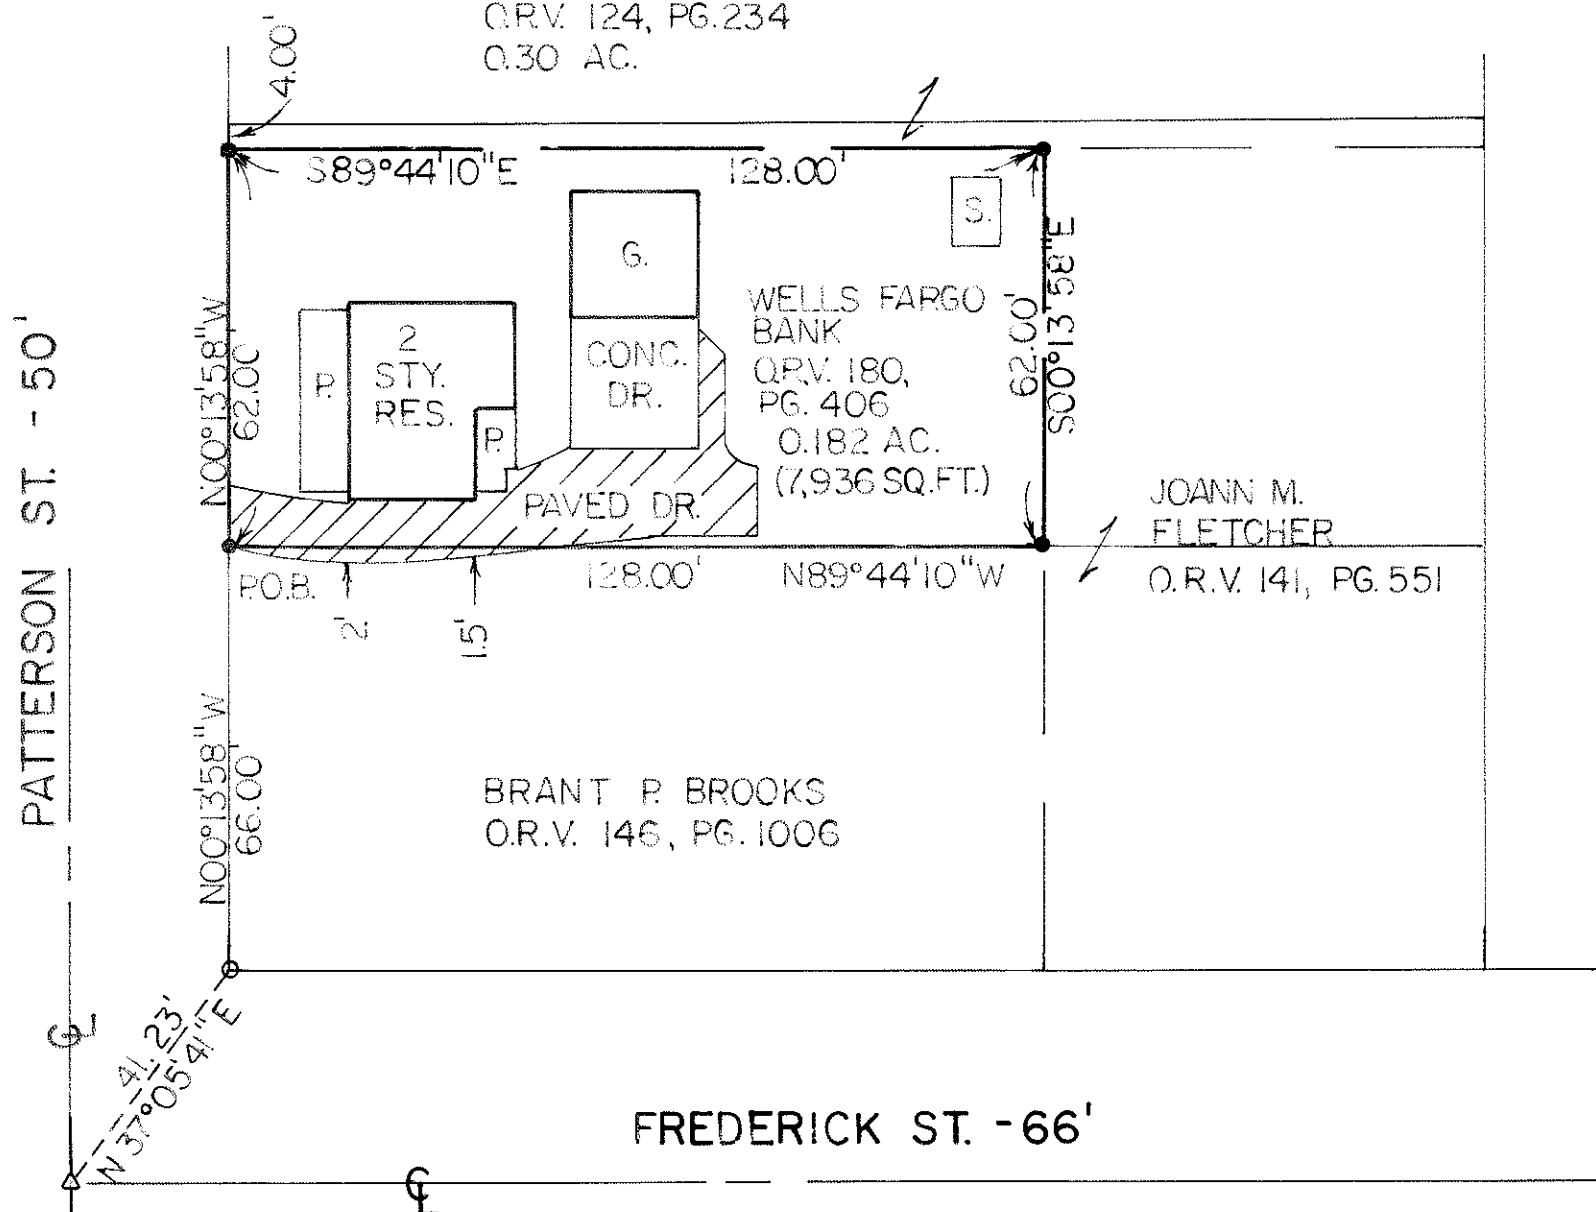 O.R.V. 124, PG.234
0.30 AC.
4.00'
S89°44'10"E
128.00'
S.
G.
N00°13'58"W
62.00'
P.
2
STY.
RES.
P.
CONC.
DR.
WELLS FARGO
BANK
O.R.V. 180,
PG. 406
0.182 AC.
(7,936 SQ.FT.)
62.00'
S00°13'58"E
PAVED DR.
PATTERSON ST. - 50'
JOANN M.
FLETCHER
O.R.V. 141, PG. 551
P.O.B.
128.00'
N89°44'10"W
2'
1.5'
N00°13'58"W
66.00'
BRANT P. BROOKS
O.R.V. 146, PG. 1006
℄
41.23'
N 37°05'41"E
FREDERICK ST. - 66'
℄